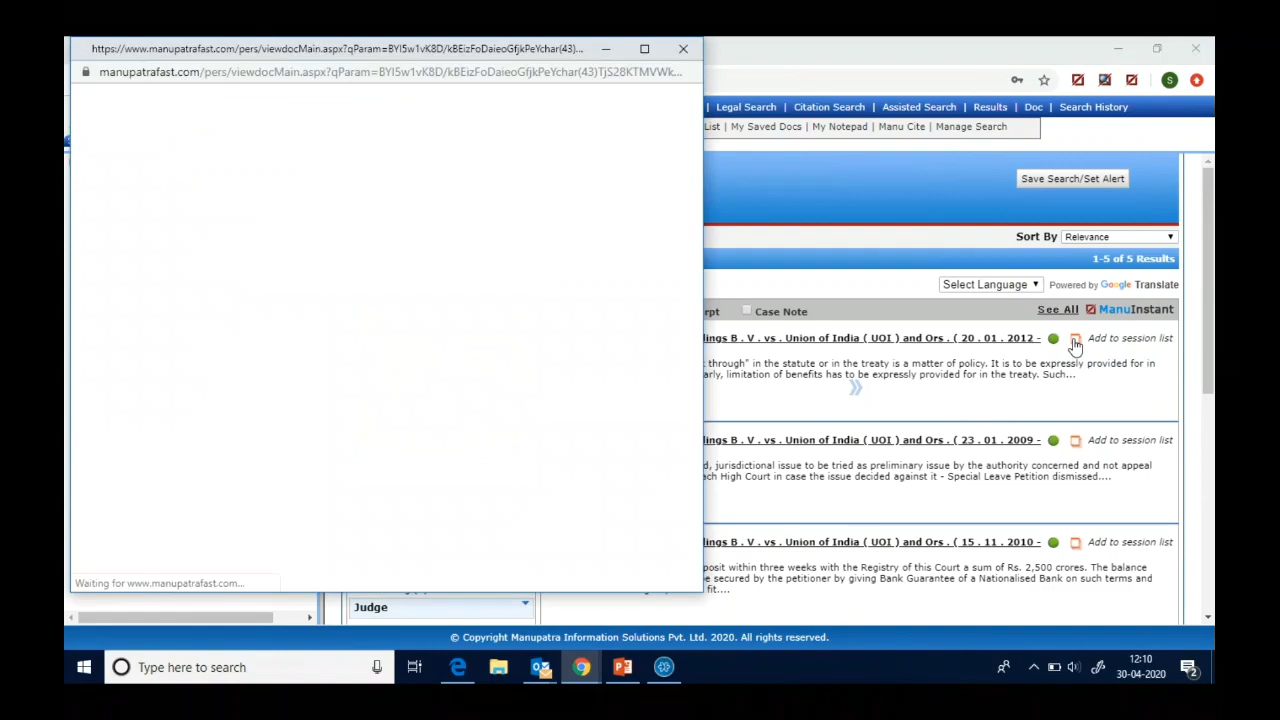 https://www.manupatrafast.com/pers/viewdocMain.aspx?qParam=BYI5w1vK8D/kBEizFoDaieoGfjkPeYchar(43)...
manupatrafast.com/pers/viewdocMain.aspx?qParam=BYI5w1vK8D/kBEizFoDaieoGfjkPeYchar(43)TjS28KTMVWk...
| Legal Search | Citation Search | Assisted Search | Results | Doc | Search History
List | My Saved Docs | My Notepad | Manu Cite | Manage Search
Save Search/Set Alert
Sort By Relevance
1-5 of 5 Results
Select Language Powered by Google Translate
rpt Case Note See All ManuInstant
lings B . V . vs . Union of India ( UOI ) and Ors . ( 20 . 01 . 2012 - Add to session list
through" in the statute or in the treaty is a matter of policy. It is to be expressly provided for in
arly, limitation of benefits has to be expressly provided for in the treaty. Such...
lings B . V . vs . Union of India ( UOI ) and Ors . ( 23 . 01 . 2009 - Add to session list
d, jurisdictional issue to be tried as preliminary issue by the authority concerned and not appeal
ach High Court in case the issue decided against it - Special Leave Petition dismissed....
lings B . V . vs . Union of India ( UOI ) and Ors . ( 15 . 11 . 2010 - Add to session list
posit within three weeks with the Registry of this Court a sum of Rs. 2,500 crores. The balance
e secured by the petitioner by giving Bank Guarantee of a Nationalised Bank on such terms and
fit....
Waiting for www.manupatrafast.com...
Judge
© Copyright Manupatra Information Solutions Pvt. Ltd. 2020. All rights reserved.
Type here to search
12:10
30-04-2020
2
S